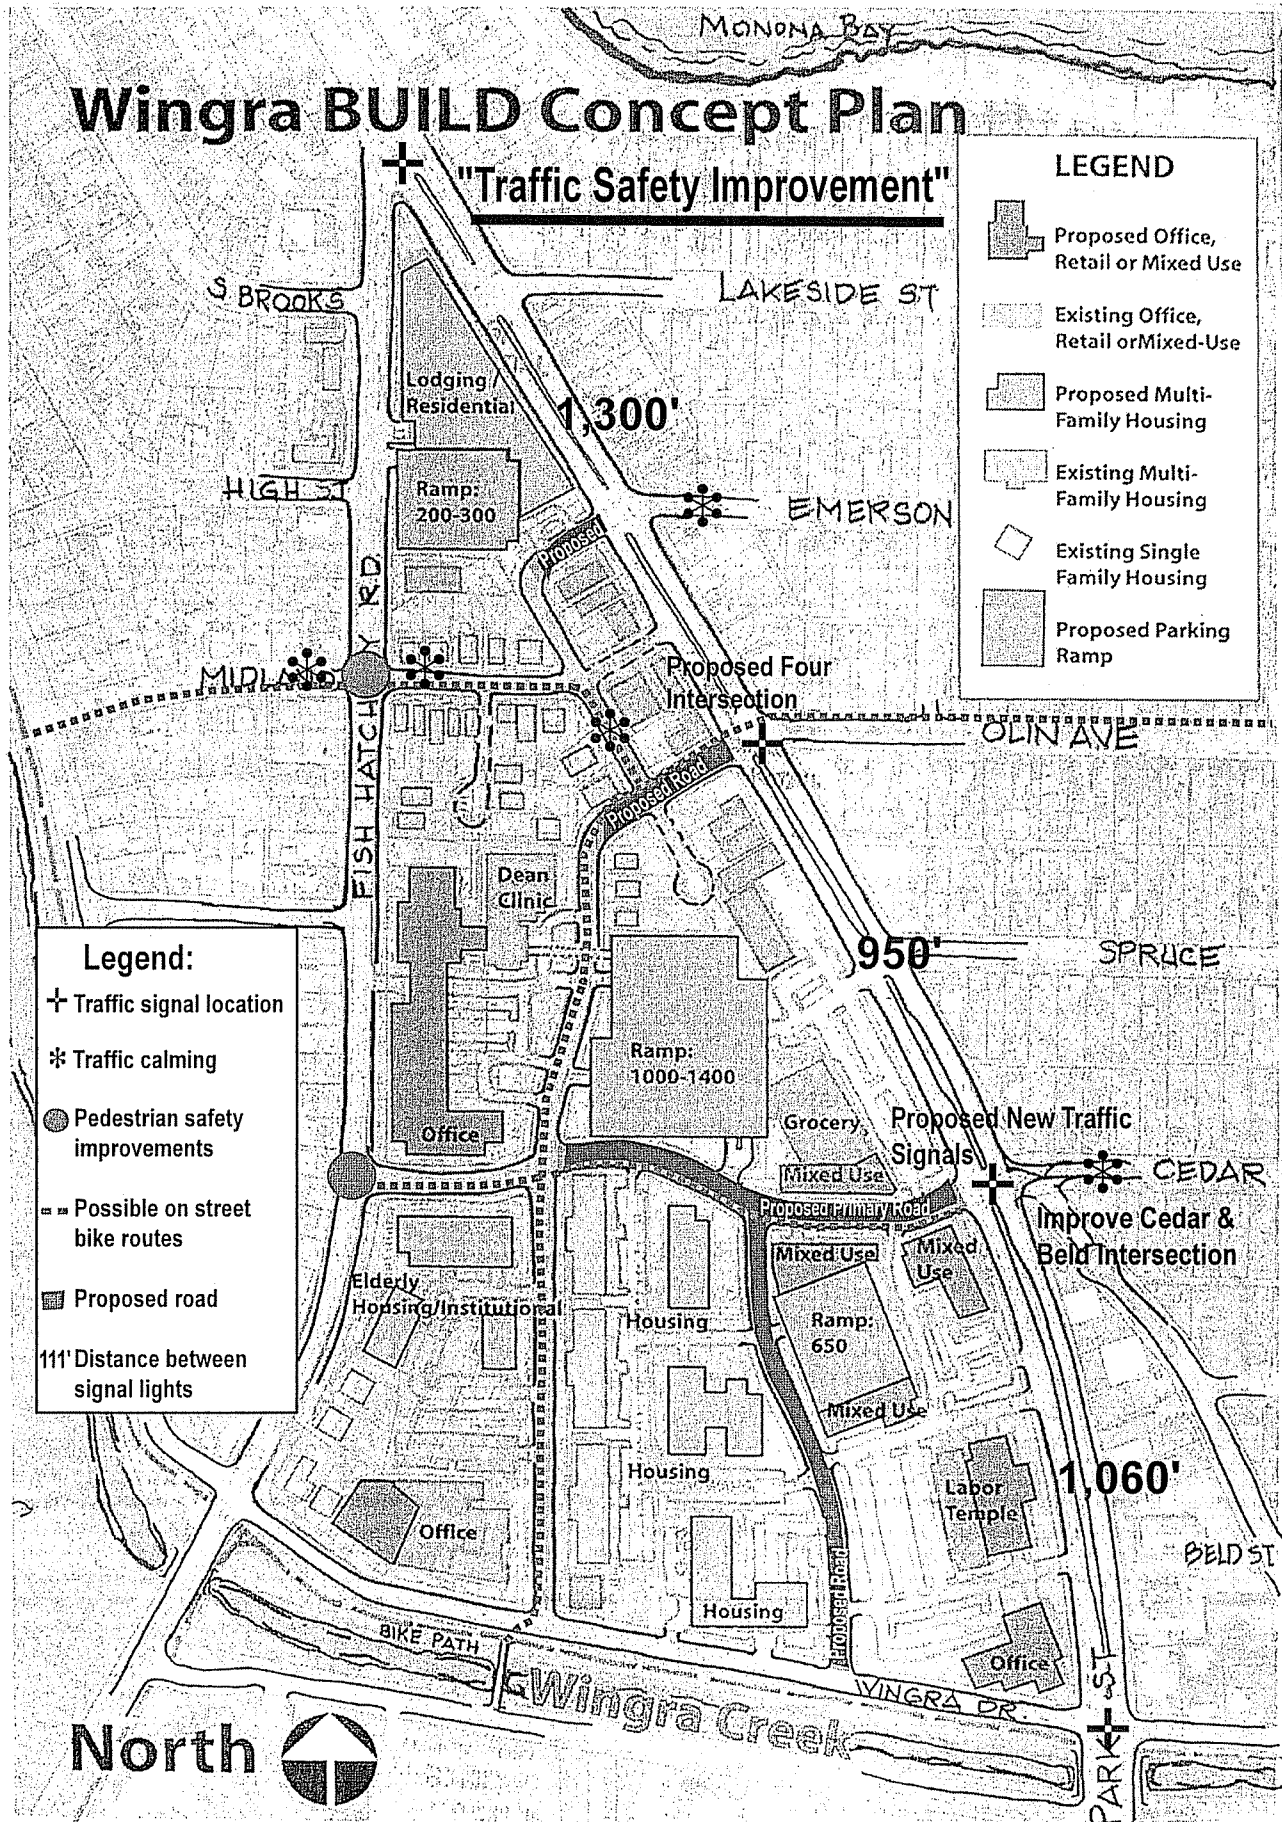 MONONA BAY
Wingra BUILD Concept Plan
"Traffic Safety Improvement"
LEGEND
Proposed Office,
Retail or Mixed Use
Existing Office,
Retail orMixed-Use
Proposed Multi-
Family Housing
Existing Multi-
Family Housing
Existing Single
Family Housing
Proposed Parking
Ramp
S BROOKS
LAKESIDE ST
Lodging /
Residential
1,300'
HIGH ST
Ramp:
200-300
EMERSON
Proposed
FISH HATCHY RD
Proposed Four
Intersection
OLIN AVE
Proposed Road
Dean
Clinic
950'
SPRUCE
Legend:
Traffic signal location
Traffic calming
Pedestrian safety
improvements
Possible on street
bike routes
Proposed road
111' Distance between
signal lights
Ramp:
1000-1400
Office
Grocery
Mixed Use
Proposed New Traffic
Signals
CEDAR
Proposed Primary Road
Improve Cedar &
Beld Intersection
Mixed Use
Mixed
Use
Elderly
Housing/Institutional
Housing
Ramp:
650
Mixed Use
Housing
Labor
Temple
1,060'
Office
BELD ST
Housing
Proposed Road
Office
BIKE PATH
Wingra Creek
WINGRA DR.
PARK ST
North